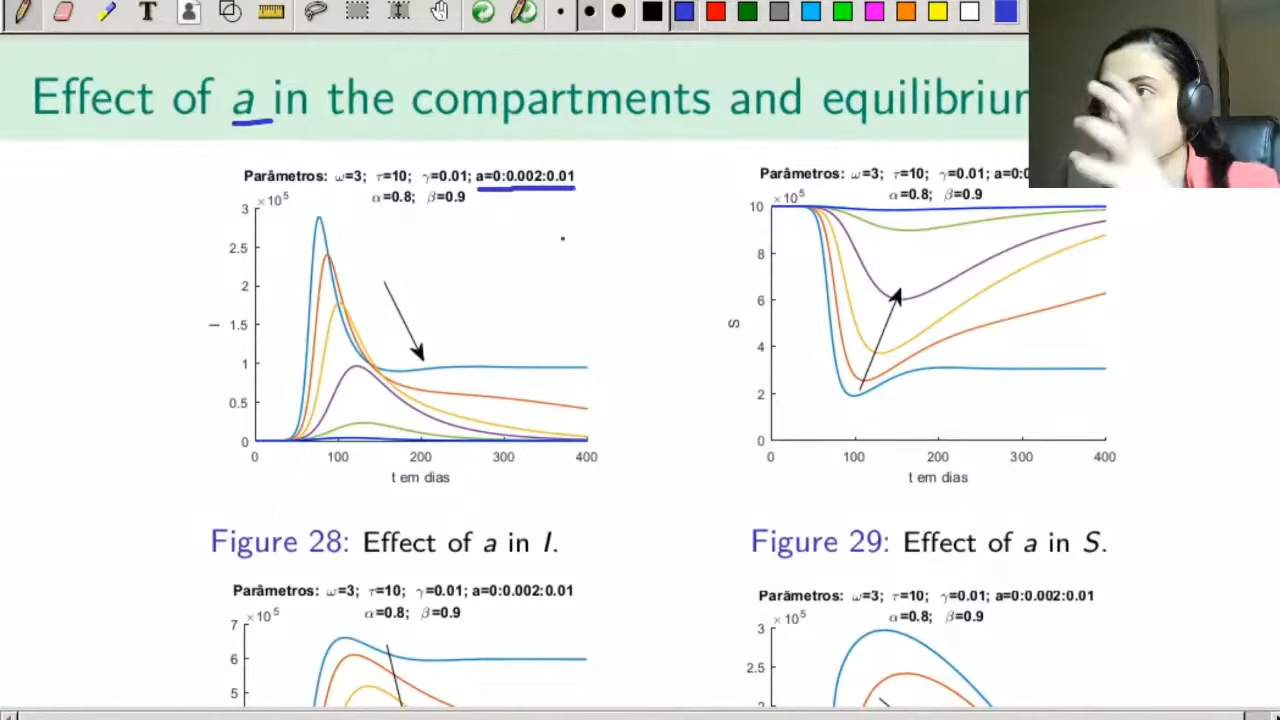 T
Effect of a in the compartments and equilibriun
Parâmetros: ω=3; τ=10; γ=0.01; a=0:0.002:0.01
α=0.8; β=0.9
×10⁵
3
2.5
2
1.5
1
0.5
0
I
0 100 200 300 400
t em dias
Figure 28: Effect of a in I.
Parâmetros: ω=3; τ=10; γ=0.01; a=0:0
α=0.8; β=0.9
×10⁵
10
8
6
4
2
0
S
0 100 200 300 400
t em dias
Figure 29: Effect of a in S.
Parâmetros: ω=3; τ=10; γ=0.01; a=0:0.002:0.01
α=0.8; β=0.9
×10⁵
7
6
5
Parâmetros: ω=3; τ=10; γ=0.01; a=0:0.002:0.01
α=0.8; β=0.9
×10⁵
3
2.5